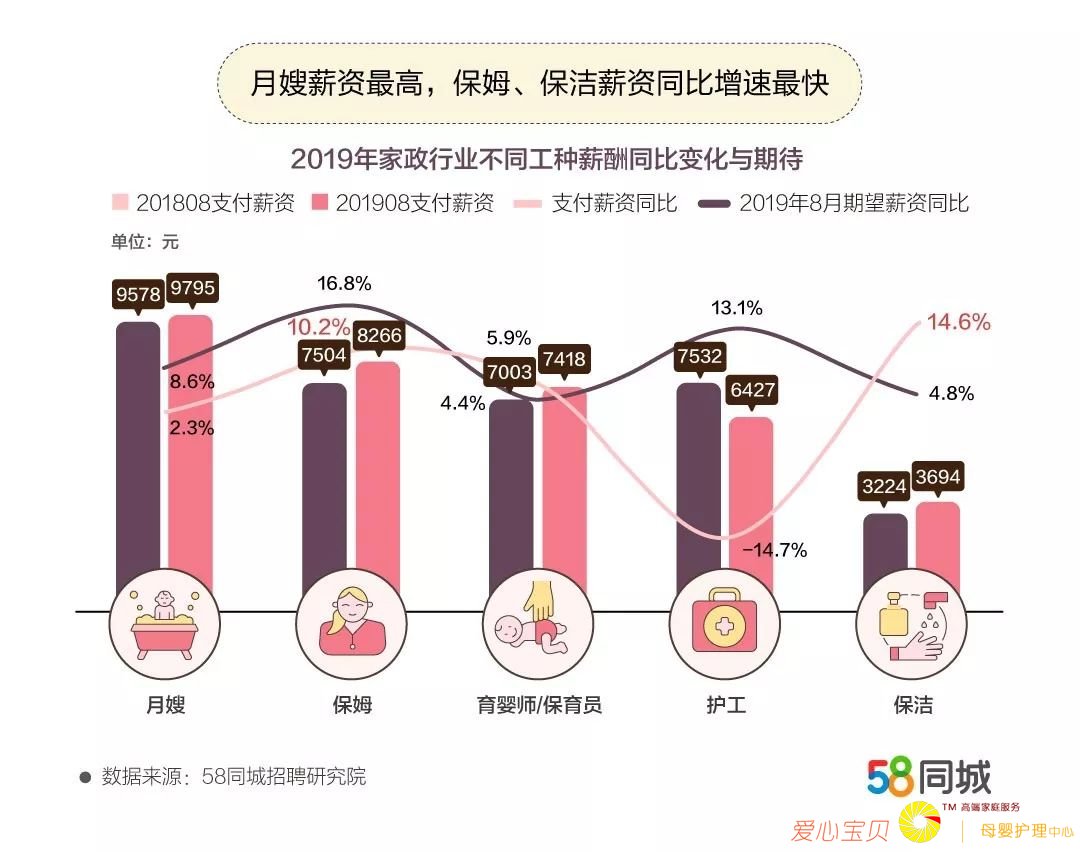 月嫂薪资最高，保姆、保洁薪资同比增速最快
2019年家政行业不同工种薪酬同比变化与期待
201808支付薪资 201908支付薪资 支付薪资同比 2019年8月期望薪资同比
单位：元
9578 9795 8.6% 2.3%
16.8% 10.2% 7504 8266
5.9% 7003 7418 4.4%
13.1% 7532 6427 -14.7%
14.6% 4.8% 3224 3694
月嫂 保姆 育婴师/保育员 护工 保洁
数据来源：58同城招聘研究院
58同城
TM 高端家庭服务
爱心宝贝 | 母婴护理中心